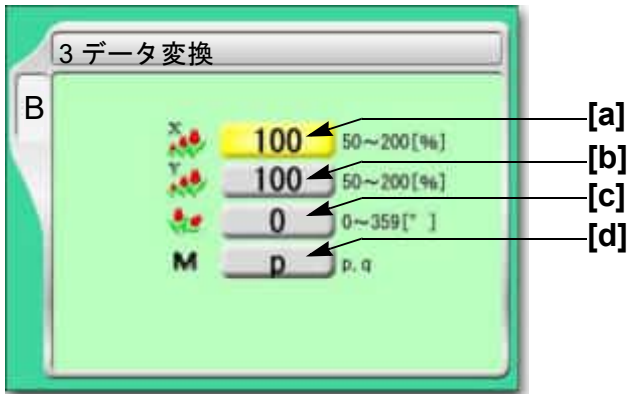 3 データ変換
B
X 100 50～200[%] [a]
Y 100 50～200[%] [b]
0 0～359[° ] [c]
M p p, q [d]